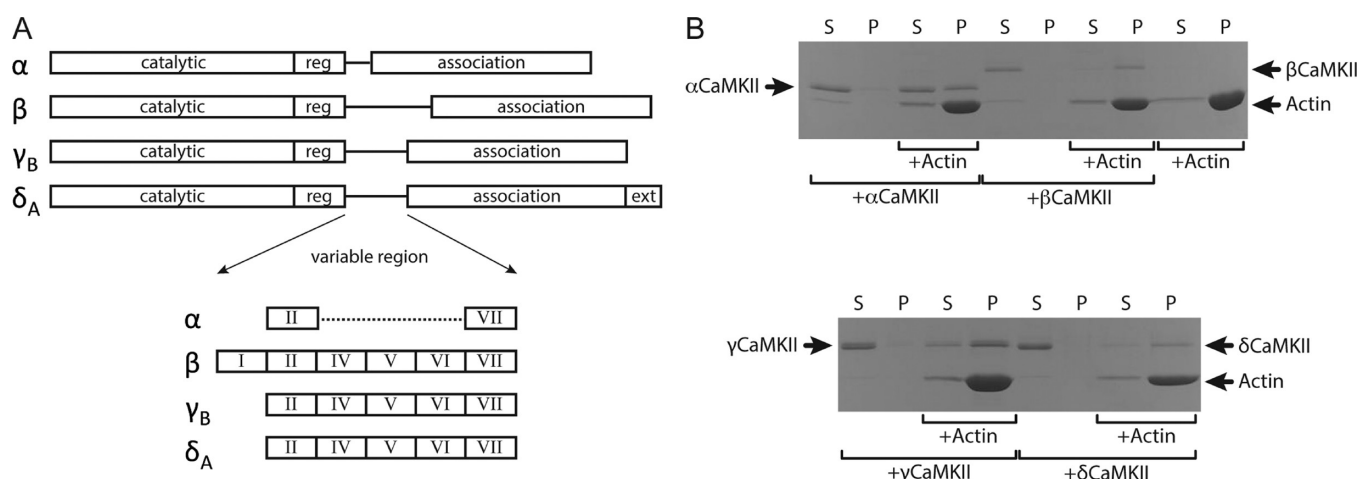 A
α catalytic reg association
β catalytic reg association
γB catalytic reg association
δA catalytic reg association ext
variable region
α II VII
β I II IV V VI VII
γB II IV V VI VII
δA II IV V VI VII
B
S P S P S P S P S P
αCaMKII
βCaMKII
Actin
+Actin +Actin +Actin
+αCaMKII +βCaMKII
S P S P S P S P
γCaMKII
δCaMKII
Actin
+Actin +Actin
+γCaMKII +δCaMKII